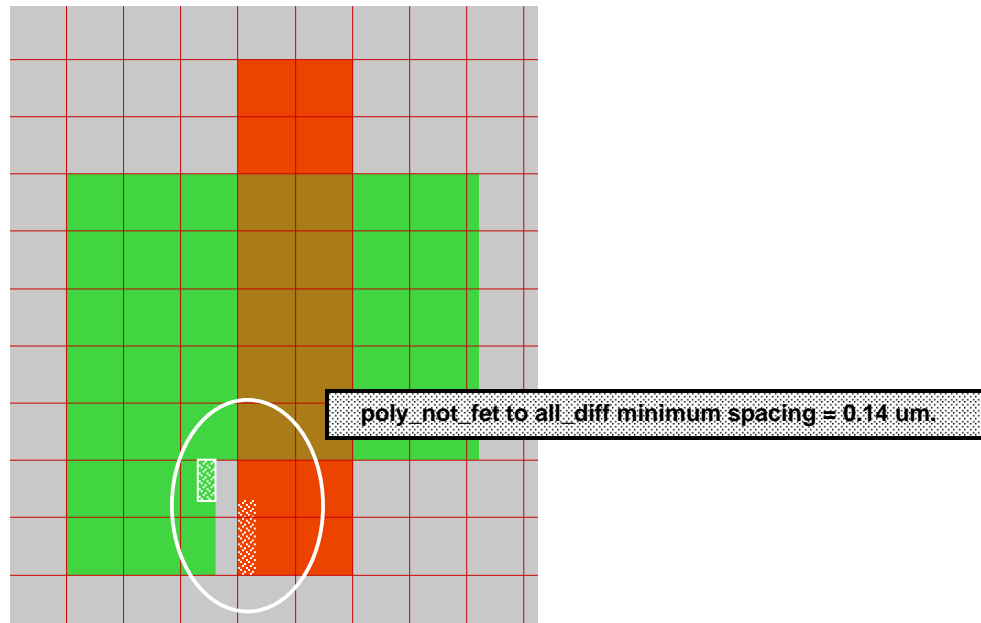 poly_not_fet to all_diff minimum spacing = 0.14 um.